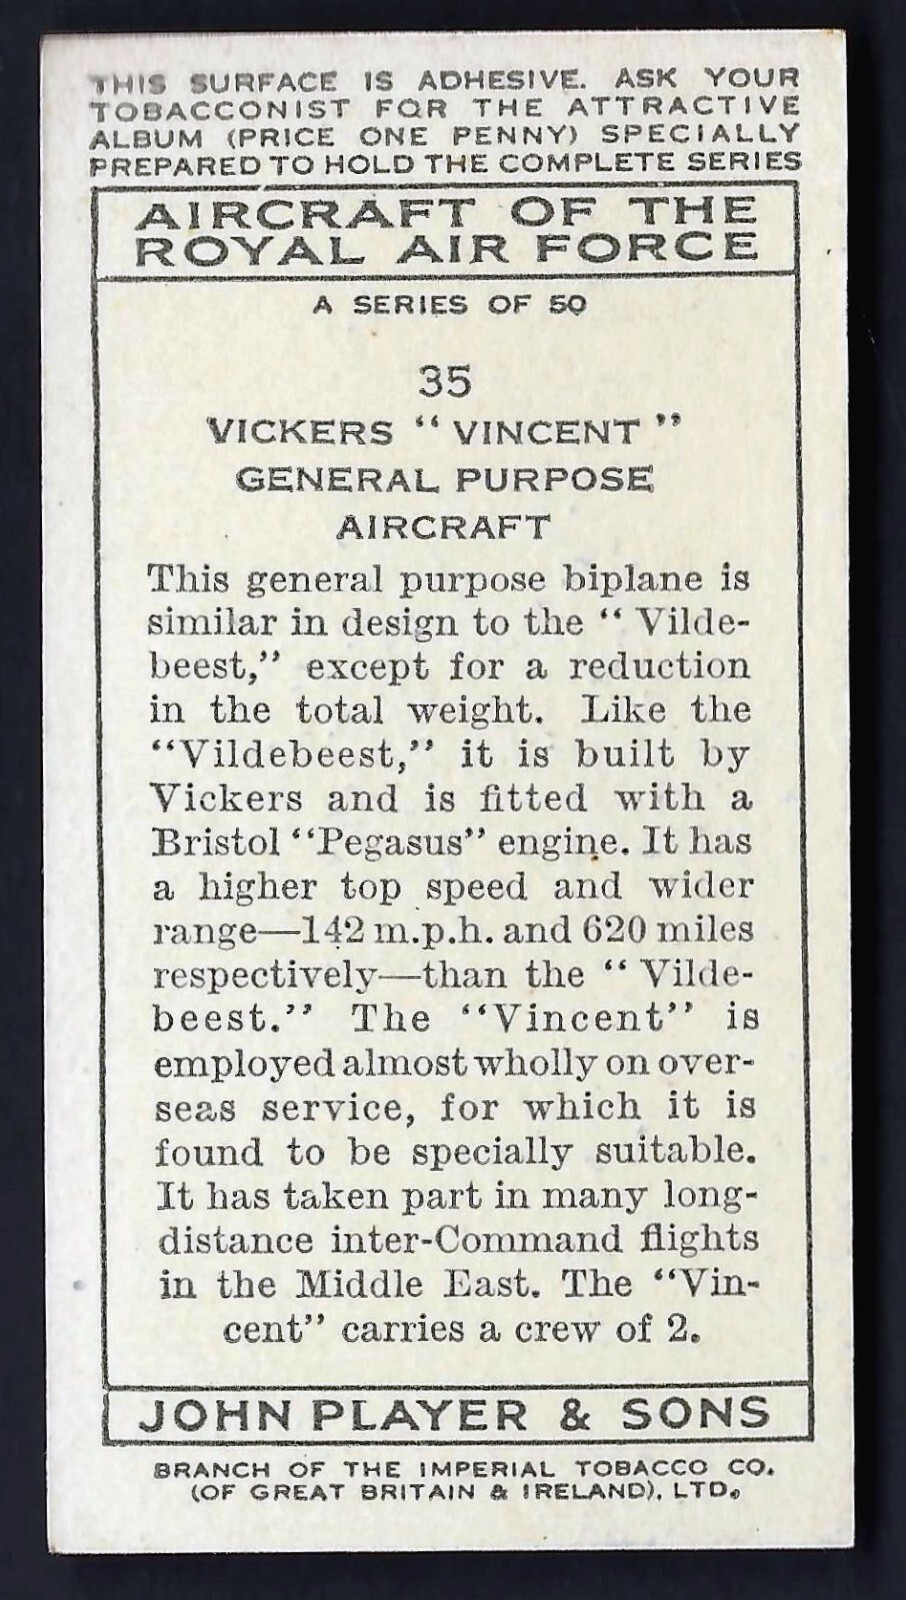 THIS SURFACE IS ADHESIVE. ASK YOUR
TOBACCONIST FOR THE ATTRACTIVE
ALBUM (PRICE ONE PENNY) SPECIALLY
PREPARED TO HOLD THE COMPLETE SERIES
AIRCRAFT OF THE
ROYAL AIR FORCE
A SERIES OF 50
35
VICKERS “VINCENT”
GENERAL PURPOSE
AIRCRAFT
This general purpose biplane is
similar in design to the “Vilde-
beest,” except for a reduction
in the total weight. Like the
“Vildebeest,” it is built by
Vickers and is fitted with a
Bristol “Pegasus” engine. It has
a higher top speed and wider
range—142 m.p.h. and 620 miles
respectively—than the “Vilde-
beest.” The “Vincent” is
employed almost wholly on over-
seas service, for which it is
found to be specially suitable.
It has taken part in many long-
distance inter-Command flights
in the Middle East. The “Vin-
cent” carries a crew of 2.
JOHN PLAYER & SONS
BRANCH OF THE IMPERIAL TOBACCO CO.
(OF GREAT BRITAIN & IRELAND), LTD.